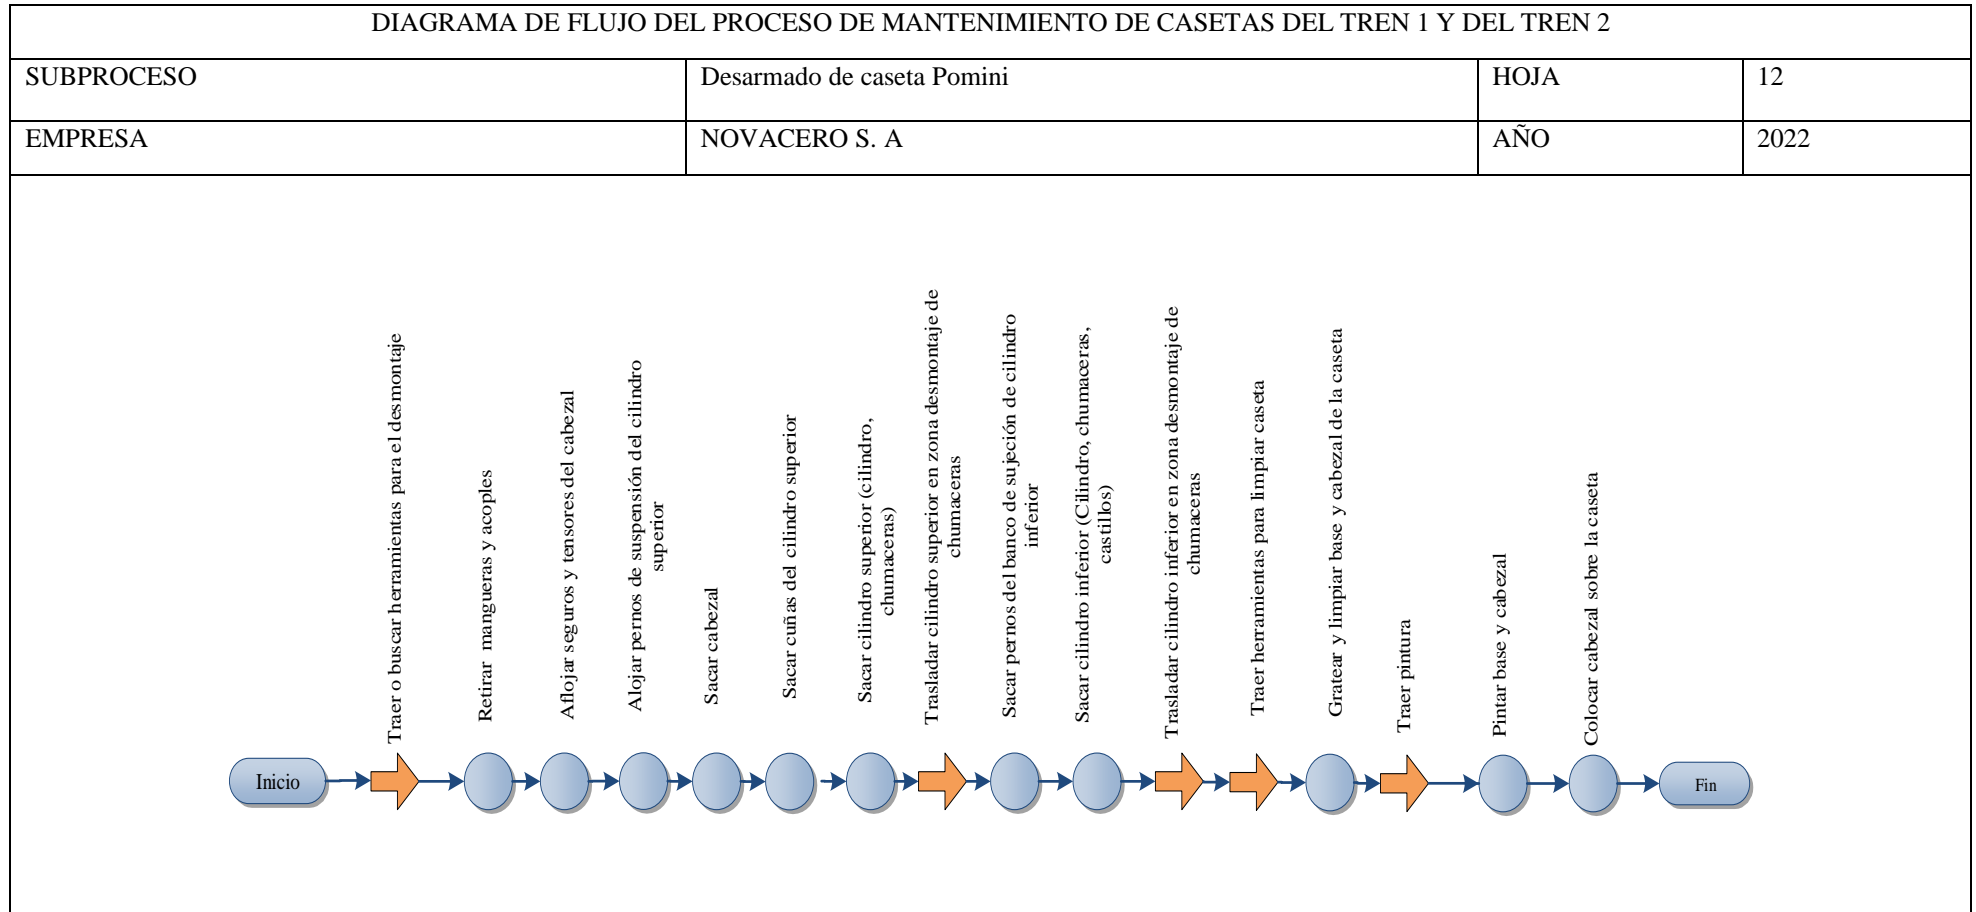 DIAGRAMA DE FLUJO DEL PROCESO DE MANTENIMIENTO DE CASETAS DEL TREN 1 Y DEL TREN 2
SUBPROCESO
Desarmado de caseta Pomini
HOJA
12
EMPRESA
NOVACERO S. A
AÑO
2022
Inicio
Traer o buscar herramientas para el desmontaje
Retirar mangueras y acoples
Aflojar seguros y tensores del cabezal
Alojar pernos de suspensión del cilindro
superior
Sacar cabezal
Sacar cuñas del cilindro superior
Sacar cilindro superior (cilindro,
chumaceras)
Trasladar cilindro superior en zona desmontaje de
chumaceras
Sacar pernos del banco de sujeción de cilindro
inferior
Sacar cilindro inferior (Cilindro, chumaceras,
castillos)
Trasladar cilindro inferior en zona desmontaje de
chumaceras
Traer herramientas para limpiar caseta
Gratear y limpiar base y cabezal de la caseta
Traer pintura
Pintar base y cabezal
Colocar cabezal sobre la caseta
Fin